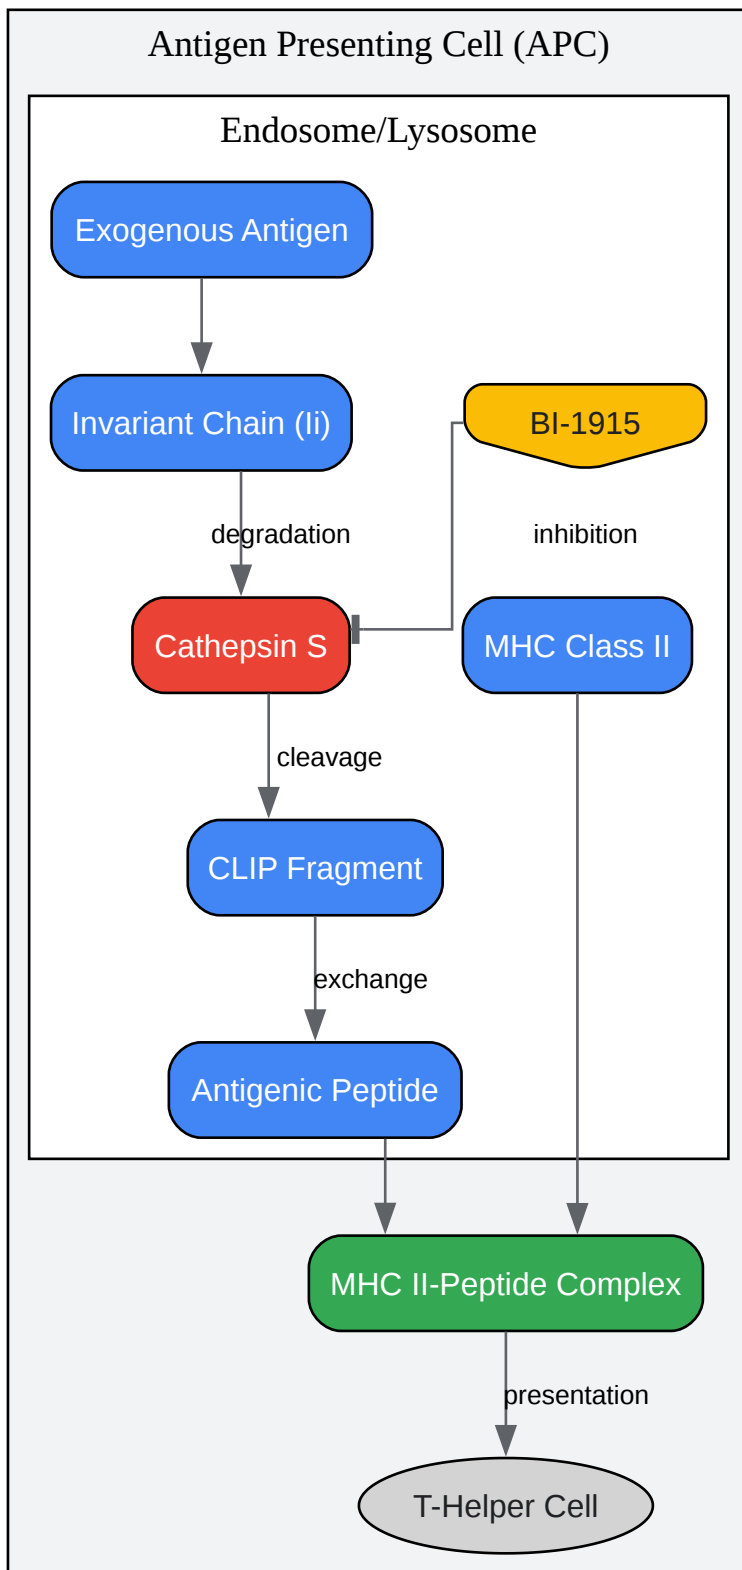 Antigen Presenting Cell (APC)
Endosome/Lysosome
Exogenous Antigen
Invariant Chain (Ii)
BI-1915
degradation
inhibition
Cathepsin S
MHC Class II
cleavage
CLIP Fragment
exchange
Antigenic Peptide
MHC II-Peptide Complex
presentation
T-Helper Cell